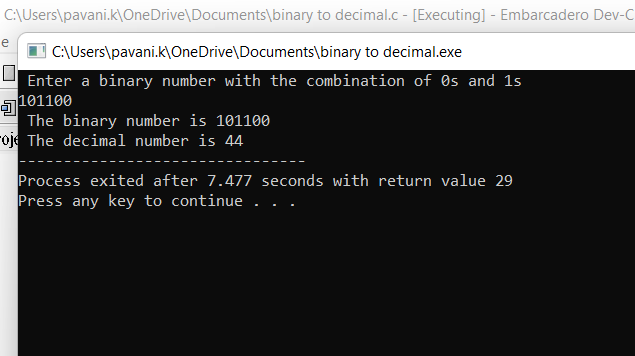 C:\Users\pavani.k\OneDrive\Documents\binary to decimal.c - [Executing] - Embarcadero Dev-C
e
C:\Users\pavani.k\OneDrive\Documents\binary to decimal.exe
Enter a binary number with the combination of 0s and 1s
101100
The binary number is 101100
The decimal number is 44
--------------------------------
Process exited after 7.477 seconds with return value 29
Press any key to continue . . .